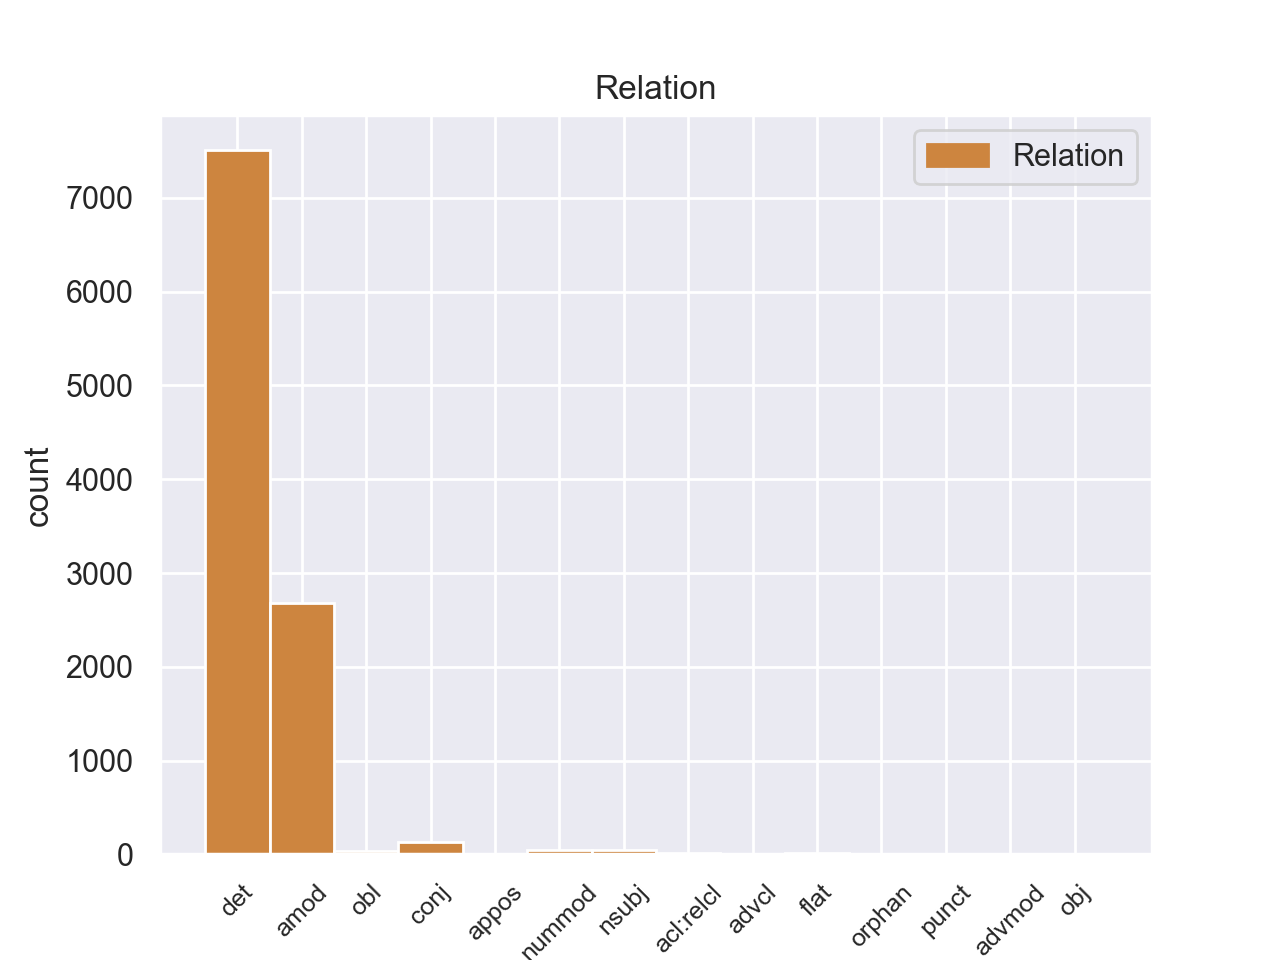 Relation
Relation
7000
6000
5000
4000
3000
2000
1000
0
count
det
amod
obl
conj
appos
nummod
nsubj
acl:relcl
advcl
flat
orphan
punct
advmod
obj